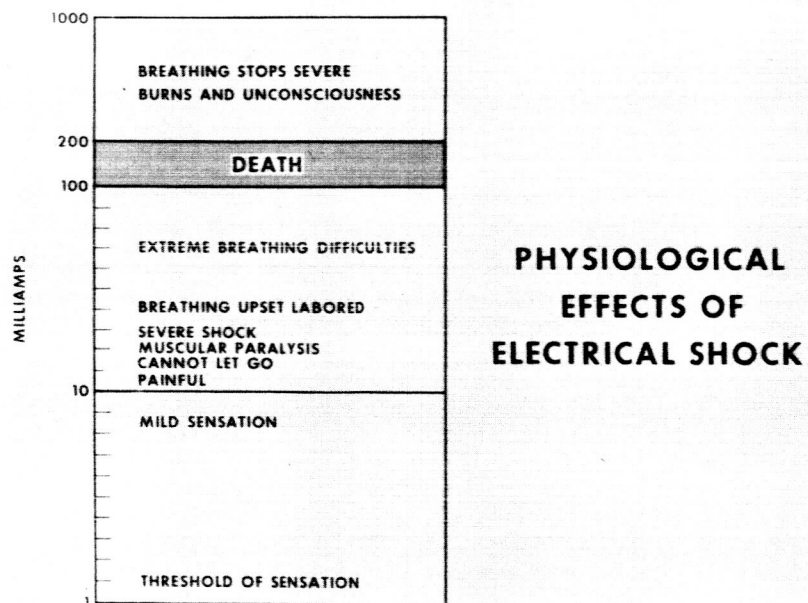 1000
BREATHING STOPS SEVERE
BURNS AND UNCONSCIOUSNESS
200
DEATH
100
EXTREME BREATHING DIFFICULTIES
MILLIAMPS
BREATHING UPSET LABORED
SEVERE SHOCK
MUSCULAR PARALYSIS
CANNOT LET GO
PAINFUL
10
MILD SENSATION
THRESHOLD OF SENSATION
1
PHYSIOLOGICAL
EFFECTS OF
ELECTRICAL SHOCK